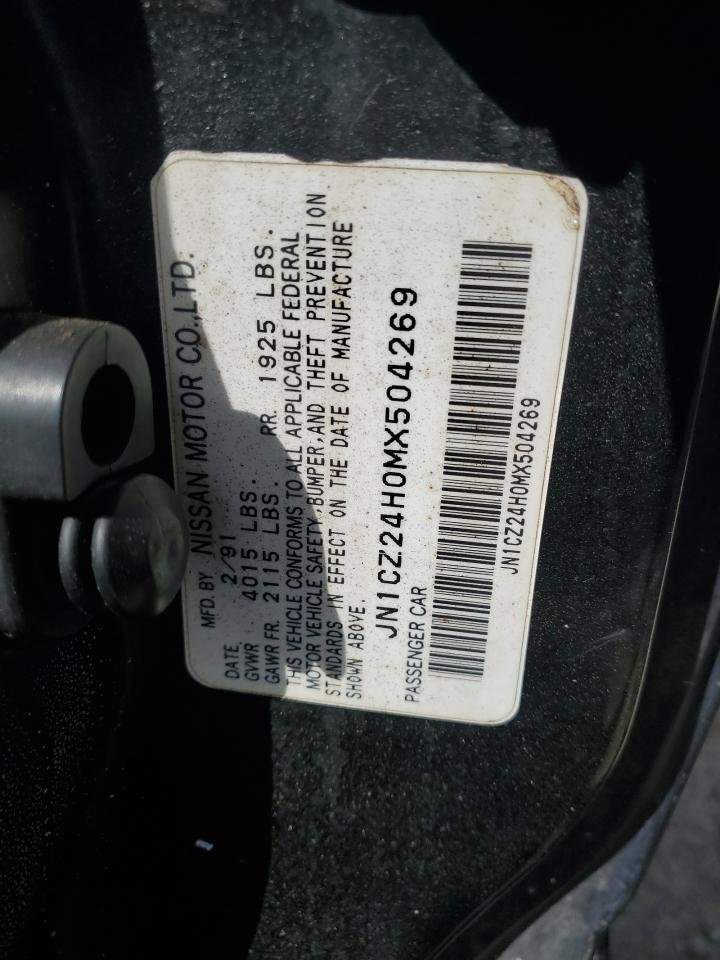 MFD. BY NISSAN MOTOR CO.,LTD.
DATE 2/91
GVWR 4015 LBS.
GAWR FR. 2115 LBS. RR. 1925 LBS.
THIS VEHICLE CONFORMS TO ALL APPLICABLE FEDERAL
MOTOR VEHICLE SAFETY, BUMPER,AND THEFT PREVENTION
STANDARDS IN EFFECT ON THE DATE OF MANUFACTURE
SHOWN ABOVE.
JN1CZ24H0MX504269
PASSENGER CAR
JN1CZ24H0MX504269